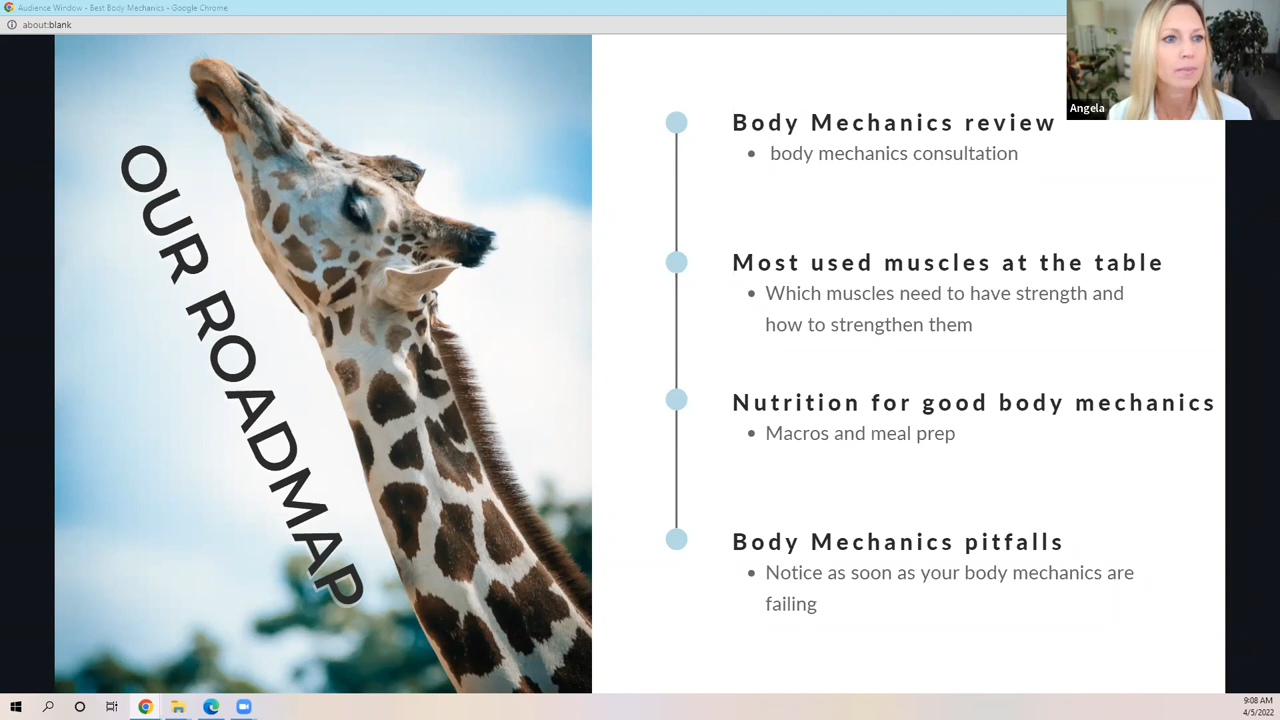 Audience Window - Best Body Mechanics - Google Chrome
about:blank
Angela
OUR ROADMAP
Body Mechanics review
• body mechanics consultation
Most used muscles at the table
• Which muscles need to have strength and
how to strengthen them
Nutrition for good body mechanics
• Macros and meal prep
Body Mechanics pitfalls
• Notice as soon as your body mechanics are
failing
9:08 AM
4/5/2022